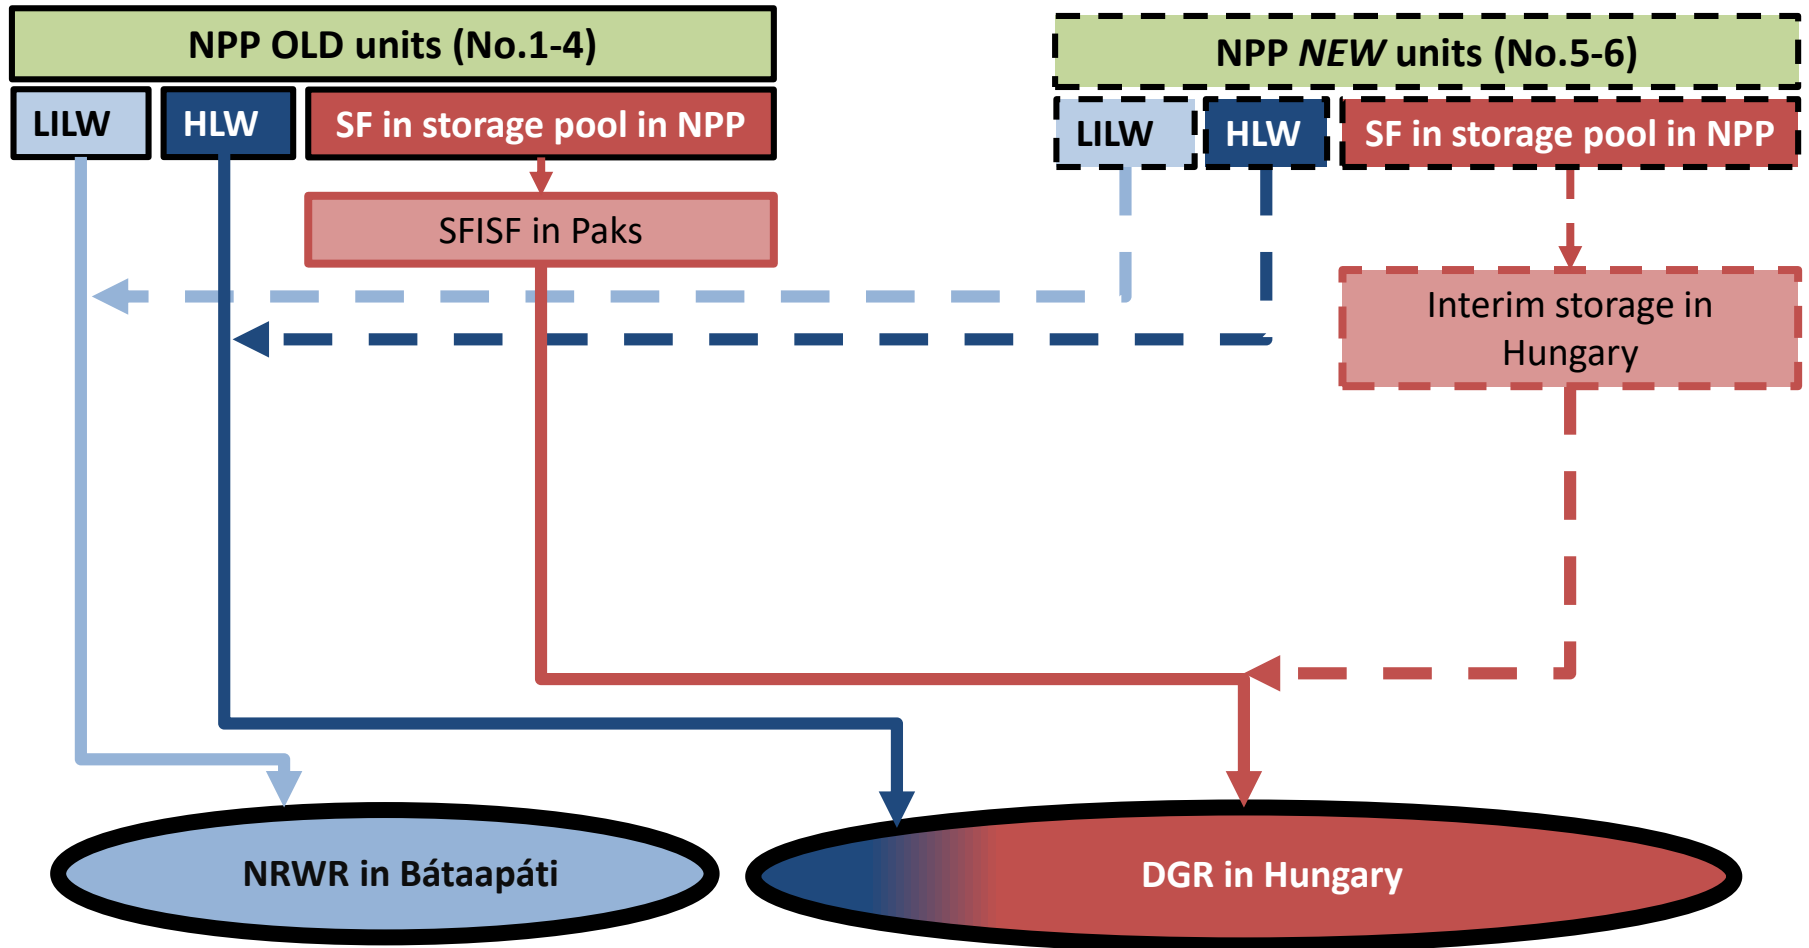 NPP OLD units (No.1-4)
LILW
HLW
SF in storage pool in NPP
SFISF in Paks
NPP NEW units (No.5-6)
LILW
HLW
SF in storage pool in NPP
Interim storage in
Hungary
NRWR in Bátaapáti
DGR in Hungary